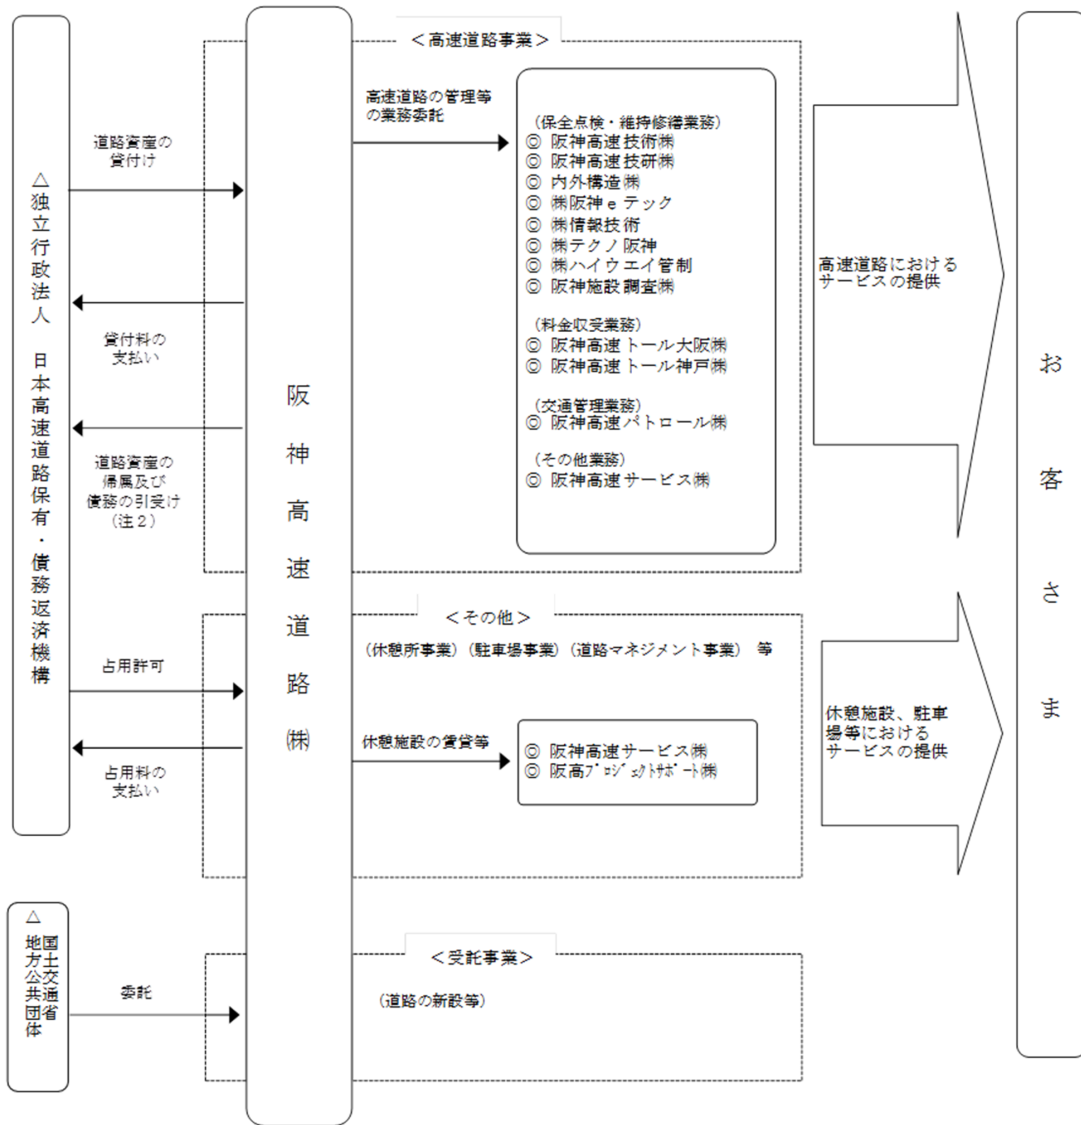 △独立行政法人 日本高速道路保有・債務返済機構
道路資産の
貸付け
貸付料の
支払い
道路資産の
帰属及び
債務の引受け
(注2)
占用許可
占用料の
支払い
△
国土交通省
地方公共団体
委託
阪神高速道路㈱
<高速道路事業>
高速道路の管理等
の業務委託
(保全点検・維持修繕業務)
◎ 阪神高速技術㈱
◎ 阪神高速技研㈱
◎ 内外構造㈱
◎ ㈱阪神eテック
◎ ㈱情報技術
◎ ㈱テクノ阪神
◎ ㈱ハイウエイ管制
◎ 阪神施設調査㈱
(料金収受業務)
◎ 阪神高速トール大阪㈱
◎ 阪神高速トール神戸㈱
(交通管理業務)
◎ 阪神高速パトロール㈱
(その他業務)
◎ 阪神高速サービス㈱
高速道路における
サービスの提供
<その他>
(休憩所事業)(駐車場事業)(道路マネジメント事業) 等
休憩施設の賃貸等
◎ 阪神高速サービス㈱
◎ 阪高プロジェクトサポート㈱
休憩施設、駐車
場等における
サービスの提供
<受託事業>
(道路の新設等)
お客さま